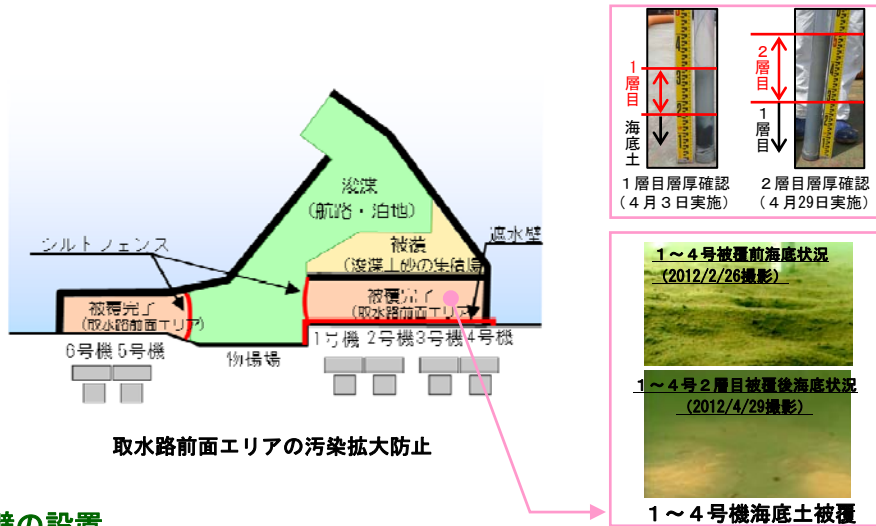 1層目
海底土
2層目
1層目
1層目層厚確認
(4月3日実施)
2層目層厚確認
(4月29日実施)
浚渫
(航路・泊地)
シルトフェンス
遮水壁
被覆
(浚渫土砂の集積場
被覆完了
(取水路前面エリア)
被覆完了
(取水路前面エリア)
6号機 5号機
物揚場
1号機 2号機 3号機 4号機
取水路前面エリアの汚染拡大防止
1~4号被覆前海底状況
(2012/2/26撮影)
1~4号2層目被覆後海底状況
(2012/4/29撮影)
1~4号機海底土被覆
の設置